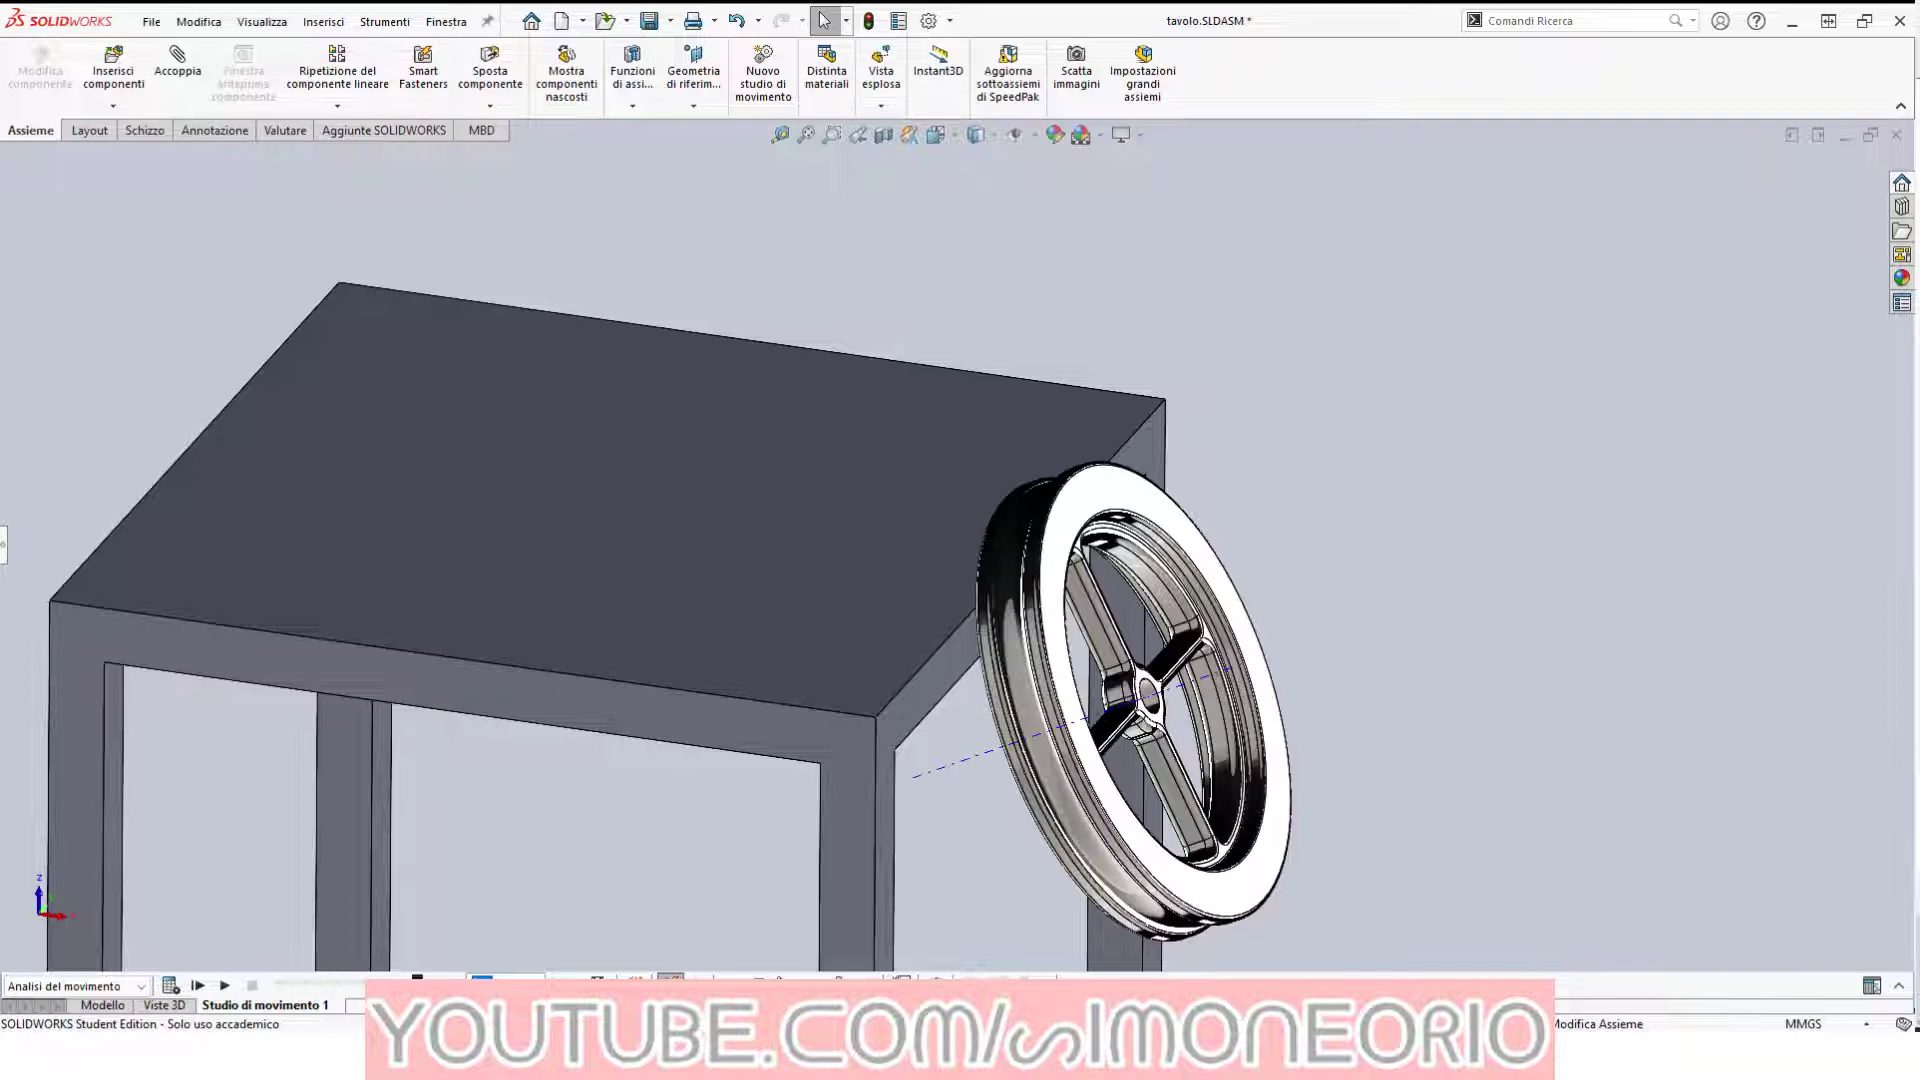 SOLIDWORKS File Modifica Visualizza Inserisci Strumenti Finestra tavolo.SLDASM * Comandi Ricerca
Modifica componente
Inserisci componenti
Accoppia
Finestra anteprima componente
Ripetizione del componente lineare
Smart Fasteners
Sposta componente
Mostra componenti nascosti
Funzioni di assi...
Geometria di riferim...
Nuovo studio di movimento
Distinta materiali
Vista esplosa
Instant3D
Aggiorna sottoassiemi di SpeedPak
Scatta immagini
Impostazioni grandi assiemi
Assieme Layout Schizzo Annotazione Valutare Aggiunte SOLIDWORKS MBD
z
Analisi del movimento
Modello Viste 3D Studio di movimento 1
SOLIDWORKS Student Edition - Solo uso accademico
Modifica Assieme MMGS
YOUTUBE.COM/SIMONEORIO